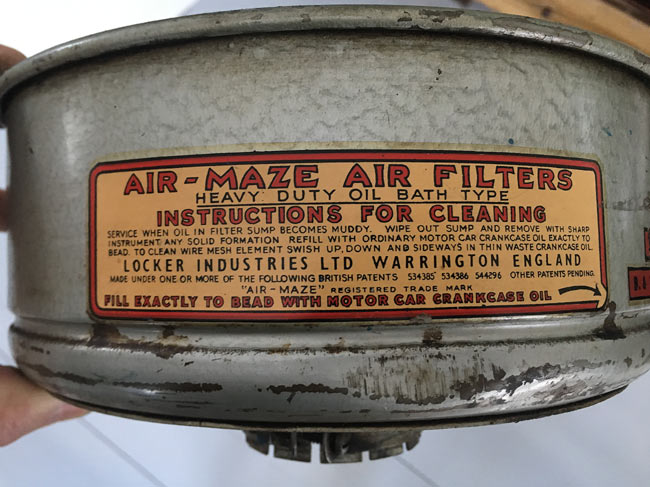 AIR-MAZE AIR FILTERS
HEAVY DUTY OIL BATH TYPE
INSTRUCTIONS FOR CLEANING
SERVICE WHEN OIL IN FILTER SUMP BECOMES MUDDY. WIPE OUT SUMP AND REMOVE WITH SHARP
INSTRUMENT ANY SOLID FORMATION REFILL WITH ORDINARY MOTOR CAR CRANKCASE OIL EXACTLY TO
BEAD. TO CLEAN WIRE MESH ELEMENT SWISH UP, DOWN AND SIDEWAYS IN THIN WASTE CRANKCASE OIL.
LOCKER INDUSTRIES LTD WARRINGTON ENGLAND
MADE UNDER ONE OR MORE OF THE FOLLOWING BRITISH PATENTS 534385 534386 544296 OTHER PATENTS PENDING.
"AIR-MAZE" REGISTERED TRADE MARK
FILL EXACTLY TO BEAD WITH MOTOR CAR CRANKCASE OIL